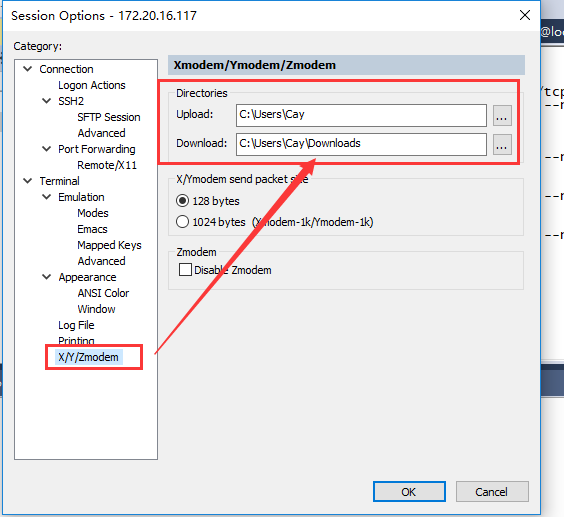 Session Options - 172.20.16.117
@loc
Category:
Connection
Logon Actions
SSH2
SFTP Session
Advanced
Port Forwarding
Remote/X11
Terminal
Emulation
Modes
Emacs
Mapped Keys
Advanced
Appearance
ANSI Color
Window
Log File
Printing
X/Y/Zmodem
Xmodem/Ymodem/Zmodem
Directories
Upload: C:\Users\Cay ...
Download: C:\Users\Cay\Downloads ...
X/Ymodem send packet size
128 bytes
1024 bytes (Xmodem-1k/Ymodem-1k)
Zmodem
Disable Zmodem
OK Cancel
/tcp
--n
--n
--n
--n